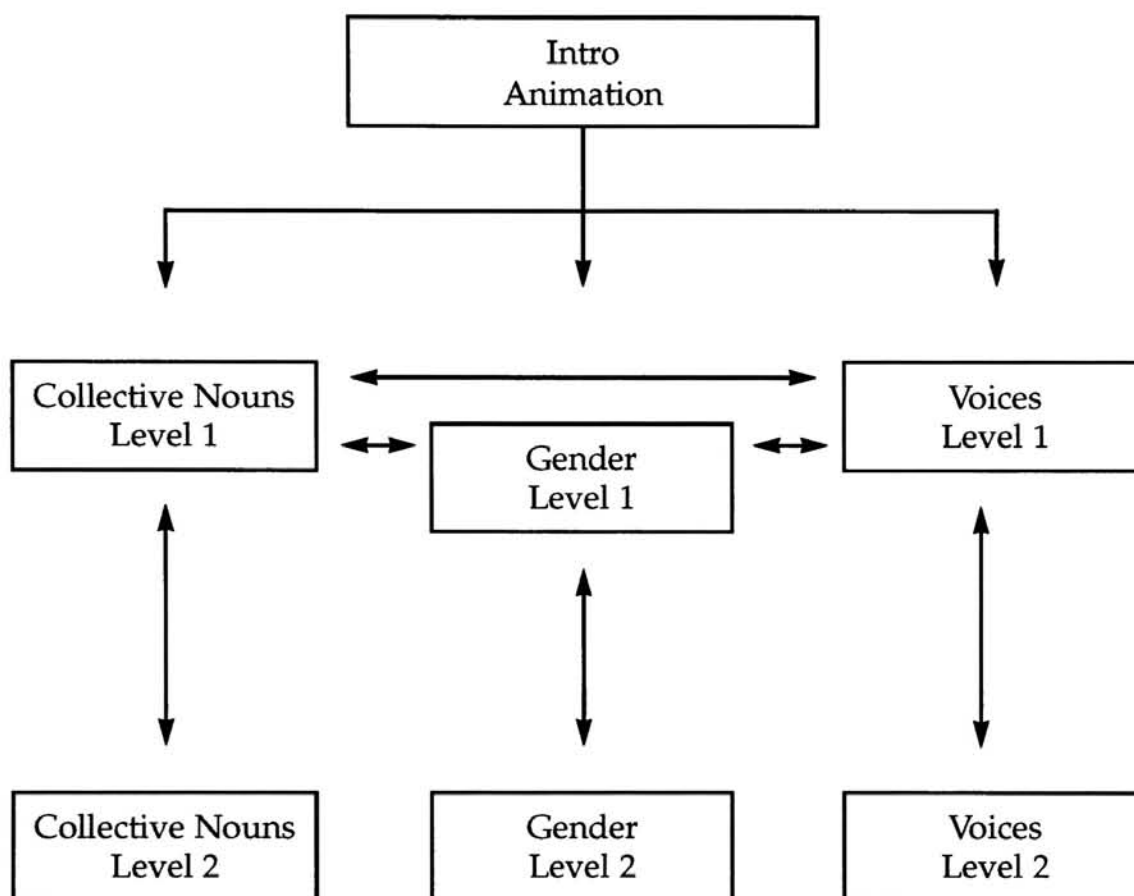 Intro
Animation
Collective Nouns
Level 1
Gender
Level 1
Voices
Level 1
Collective Nouns
Level 2
Gender
Level 2
Voices
Level 2